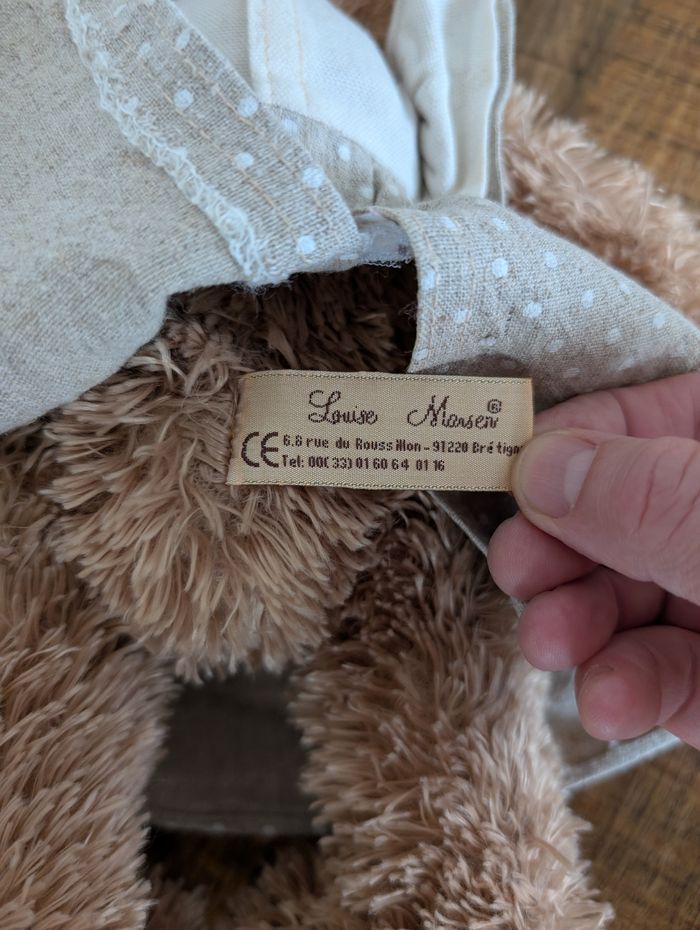 Louise Mansen®
CE 6.8 rue du Roussillon - 91220 Brétign
Tel: 00(33) 01 60 64 01 16